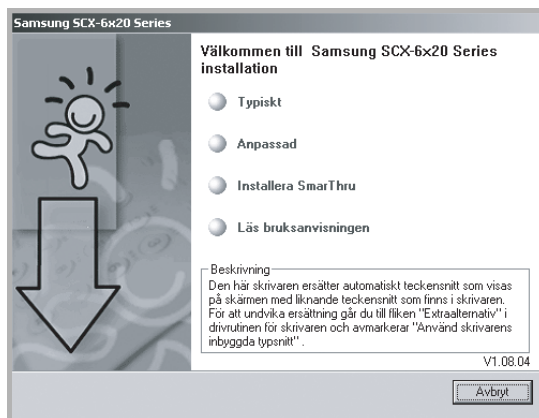 Samsung SCX-6x20 Series
Välkommen till Samsung SCX-6x20 Series
installation
Typiskt
Anpassad
Installera SmarThru
Läs bruksanvisningen
Beskrivning
Den här skrivaren ersätter automatiskt teckensnitt som visas
på skärmen med liknande teckensnitt som finns i skrivaren.
För att undvika ersättning går du till fliken "Extraalternativ" i
drivrutinen för skrivaren och avmarkerar "Använd skrivarens
inbyggda typsnitt" .
V1.08.04
Avbryt